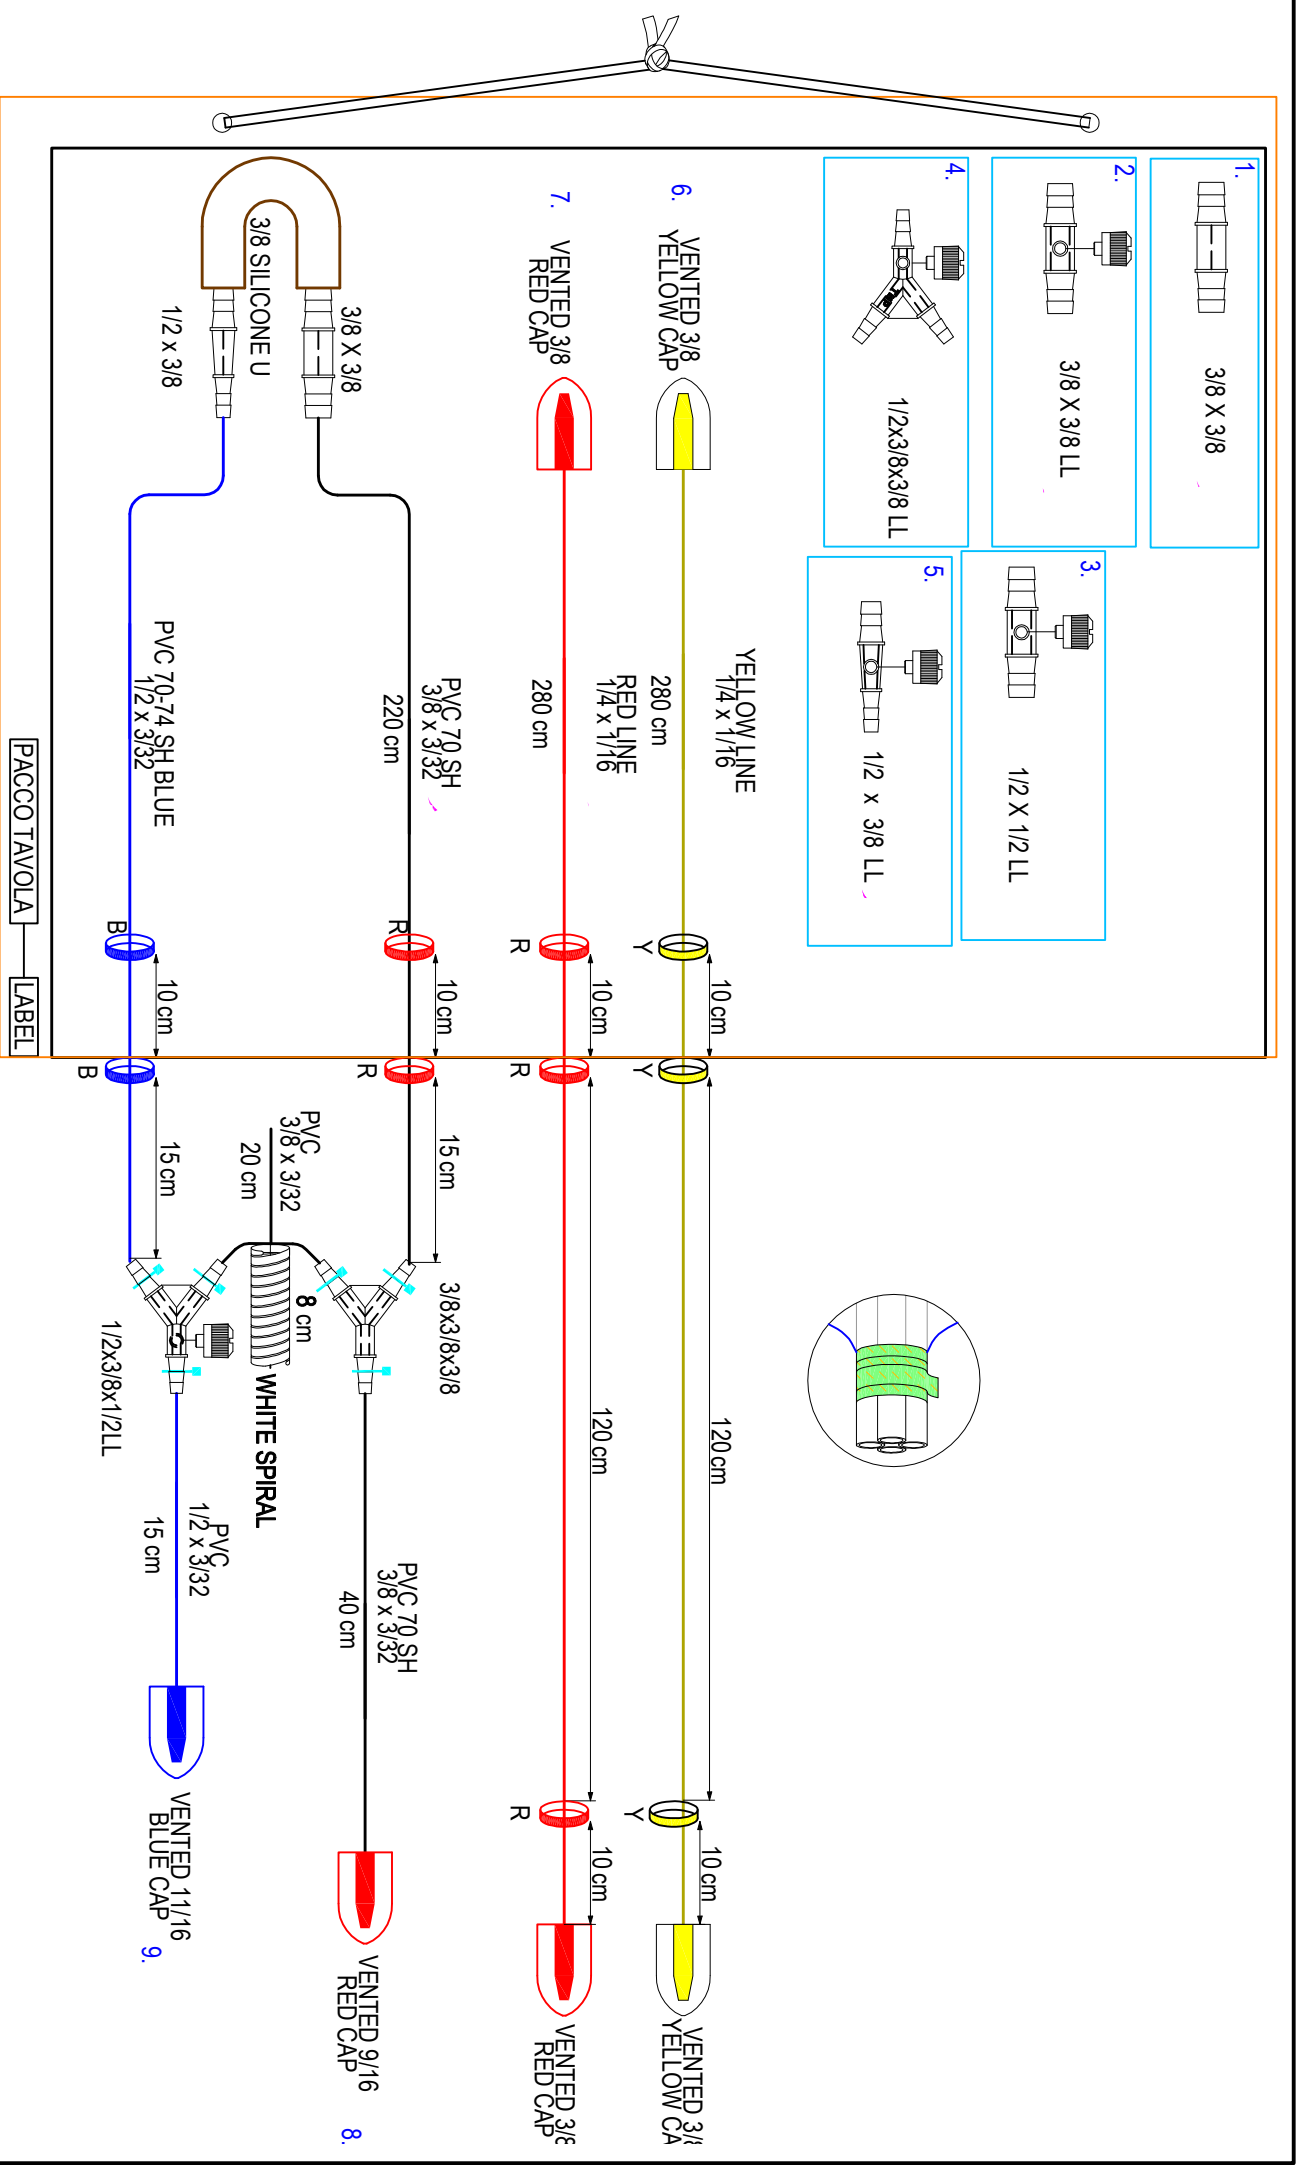 1.
3/8 X 3/8
2.
3/8 X 3/8 LL
3.
1/2 X 1/2 LL
4.
1/2x3/8x3/8 LL
5.
1/2 x 3/8 LL
6.
VENTED 3/8
YELLOW CAP
YELLOW LINE
1/4 x 1/16
280 cm
Y
10 cm
Y
120 cm
Y
10 cm
VENTED 3/8
YELLOW CA
7.
VENTED 3/8
RED CAP
RED LINE
1/4 x 1/16
280 cm
R
10 cm
R
120 cm
R
10 cm
VENTED 3/8
RED CAP
3/8 X 3/8
3/8 SILICONE U
1/2 x 3/8
PVC 70 SH
3/8 x 3/32
220 cm
R
10 cm
R
15 cm
3/8x3/8x3/8
PVC 70 SH
3/8 x 3/32
40 cm
VENTED 9/16
RED CAP
8.
PVC
3/8 x 3/32
20 cm
8 cm
WHITE SPIRAL
PVC 70-74 SH BLUE
1/2 x 3/32
B
10 cm
B
15 cm
1/2x3/8x1/2LL
PVC
1/2 x 3/32
15 cm
VENTED 11/16
BLUE CAP
9.
PACCO TAVOLA
LABEL